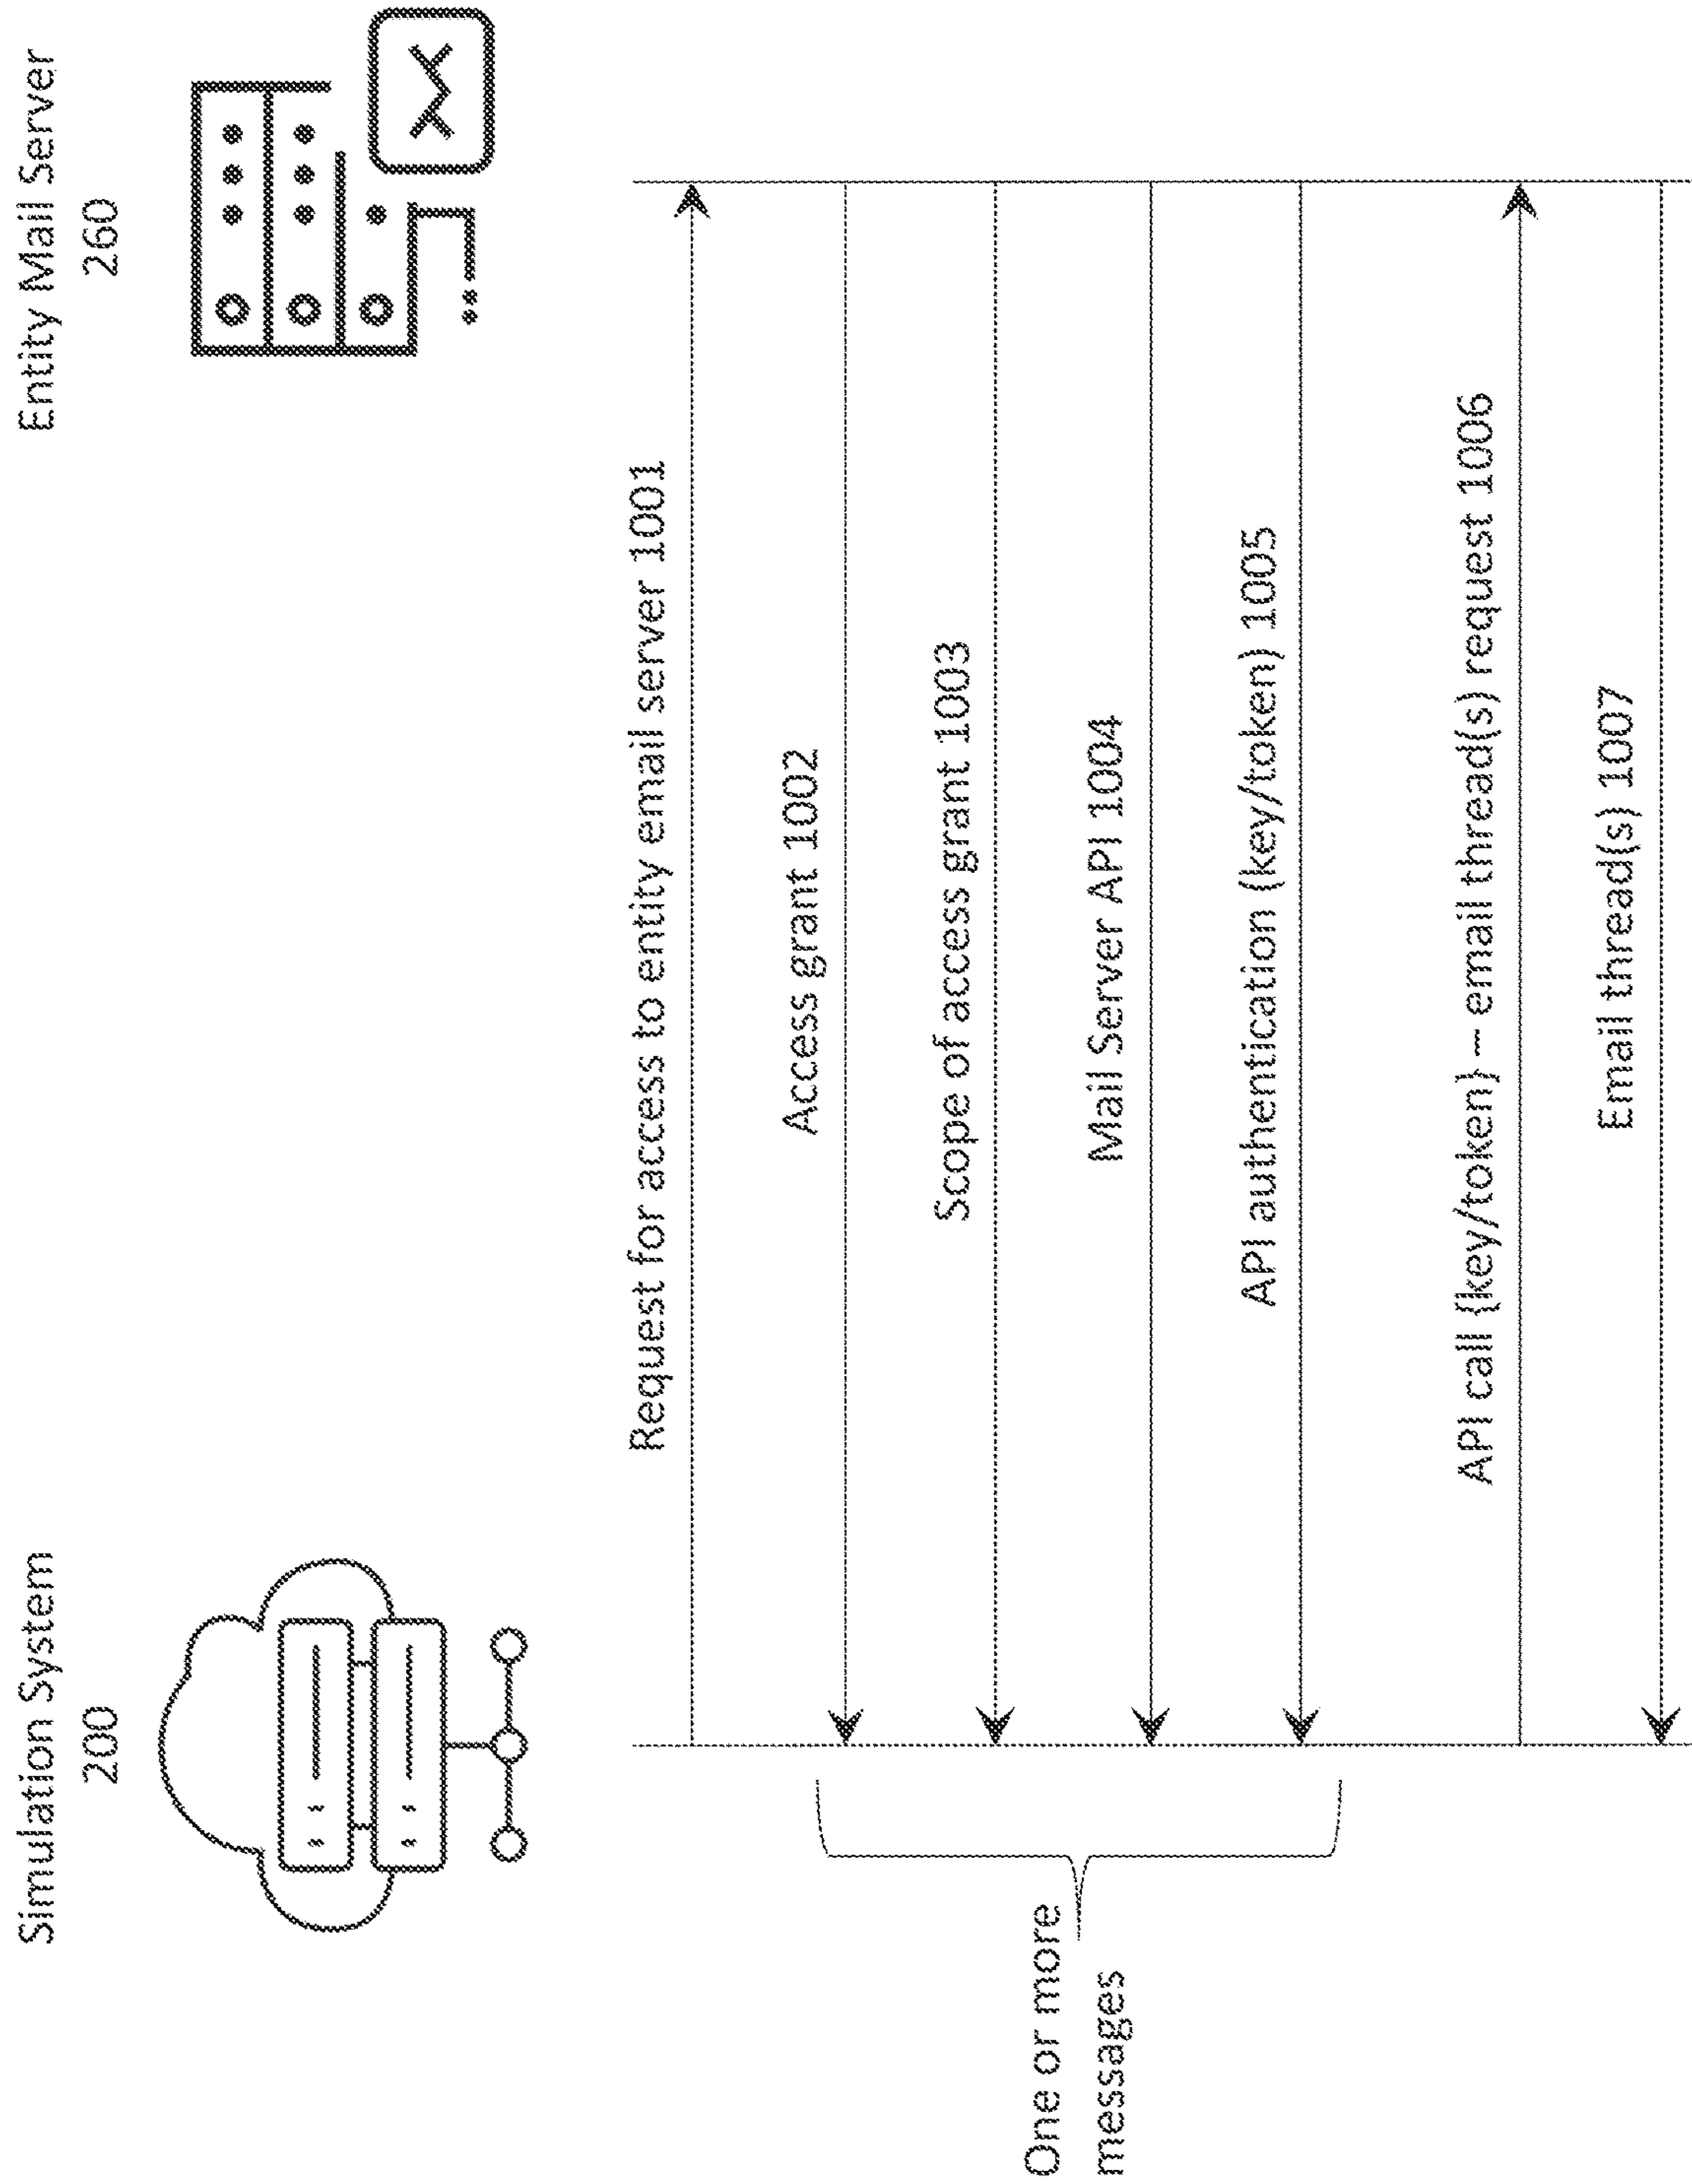 Simulation System
200
Entity Mail Server
260
Request for access to entity email server 1001
Access grant 1002
Scope of access grant 1003
One or more
messages
Mail Server API 1004
API authentication (key/token) 1005
API call (key/token) – email thread(s) request 1006
Email thread(s) 1007